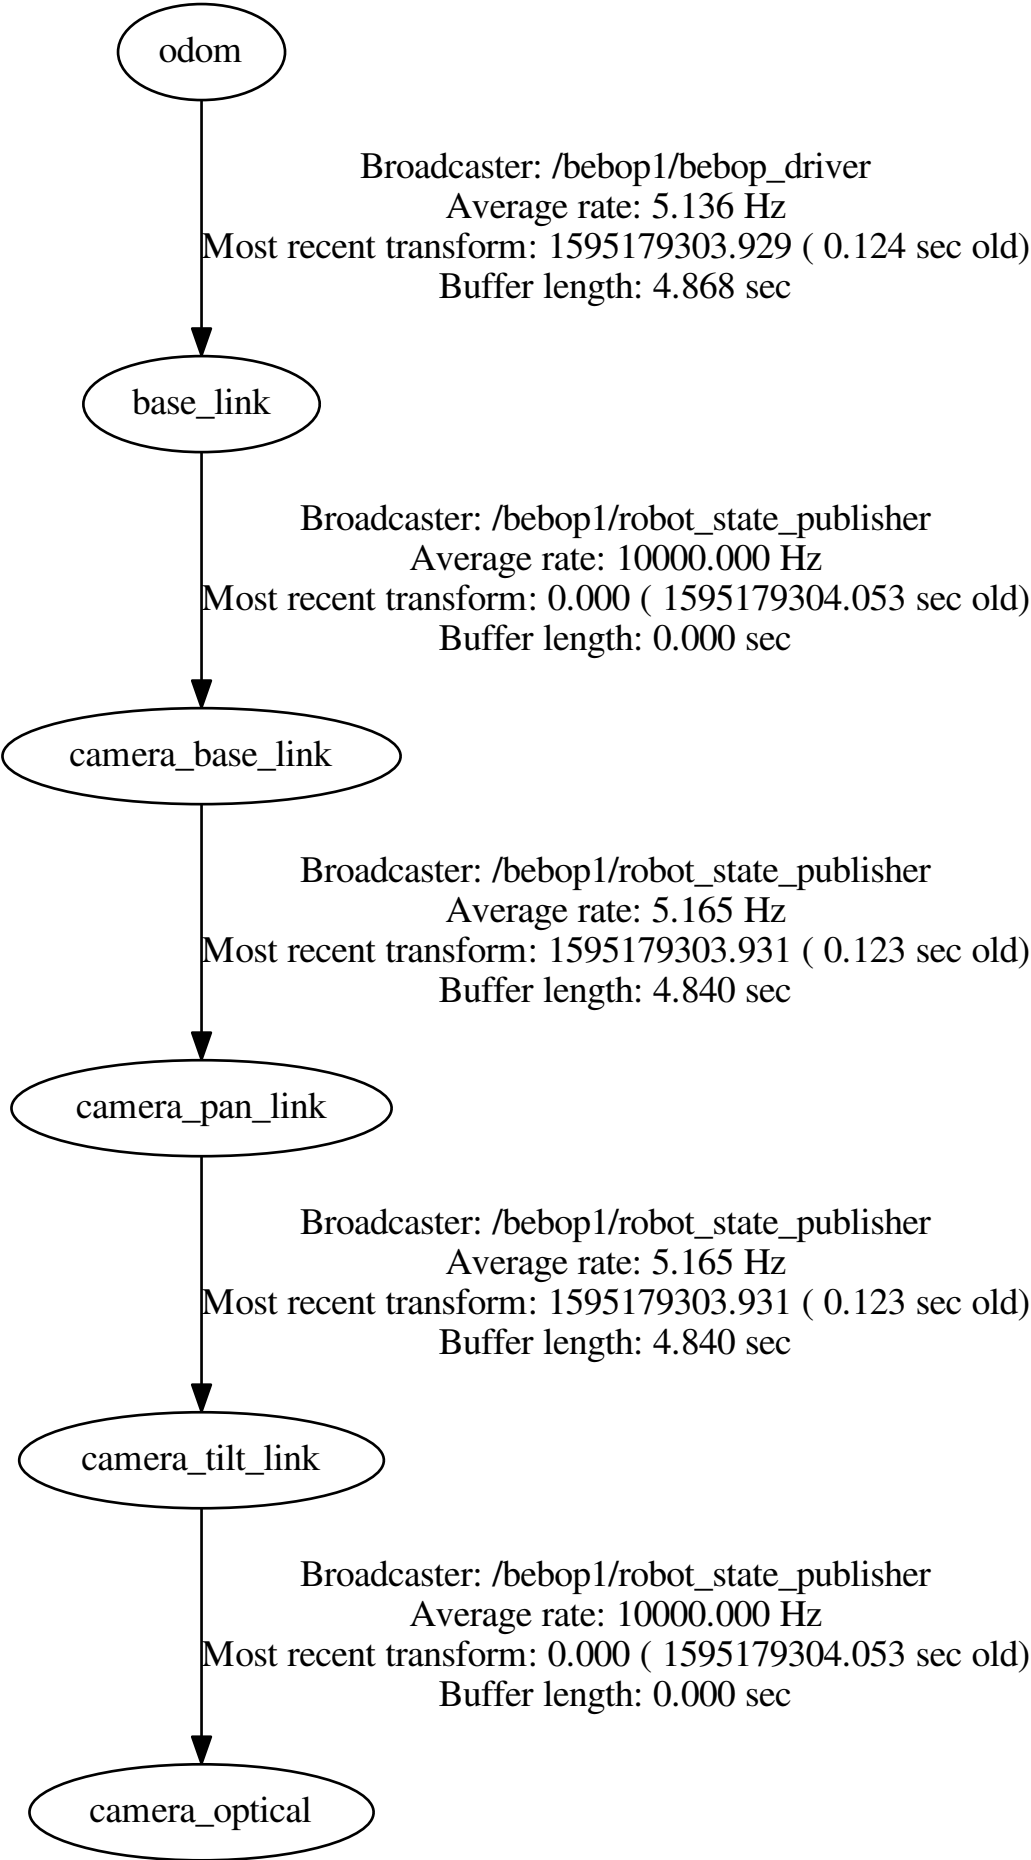 odom
Broadcaster: /bebop1/bebop_driver
Average rate: 5.136 Hz
Most recent transform: 1595179303.929 ( 0.124 sec old)
Buffer length: 4.868 sec
base_link
Broadcaster: /bebop1/robot_state_publisher
Average rate: 10000.000 Hz
Most recent transform: 0.000 ( 1595179304.053 sec old)
Buffer length: 0.000 sec
camera_base_link
Broadcaster: /bebop1/robot_state_publisher
Average rate: 5.165 Hz
Most recent transform: 1595179303.931 ( 0.123 sec old)
Buffer length: 4.840 sec
camera_pan_link
Broadcaster: /bebop1/robot_state_publisher
Average rate: 5.165 Hz
Most recent transform: 1595179303.931 ( 0.123 sec old)
Buffer length: 4.840 sec
camera_tilt_link
Broadcaster: /bebop1/robot_state_publisher
Average rate: 10000.000 Hz
Most recent transform: 0.000 ( 1595179304.053 sec old)
Buffer length: 0.000 sec
camera_optical